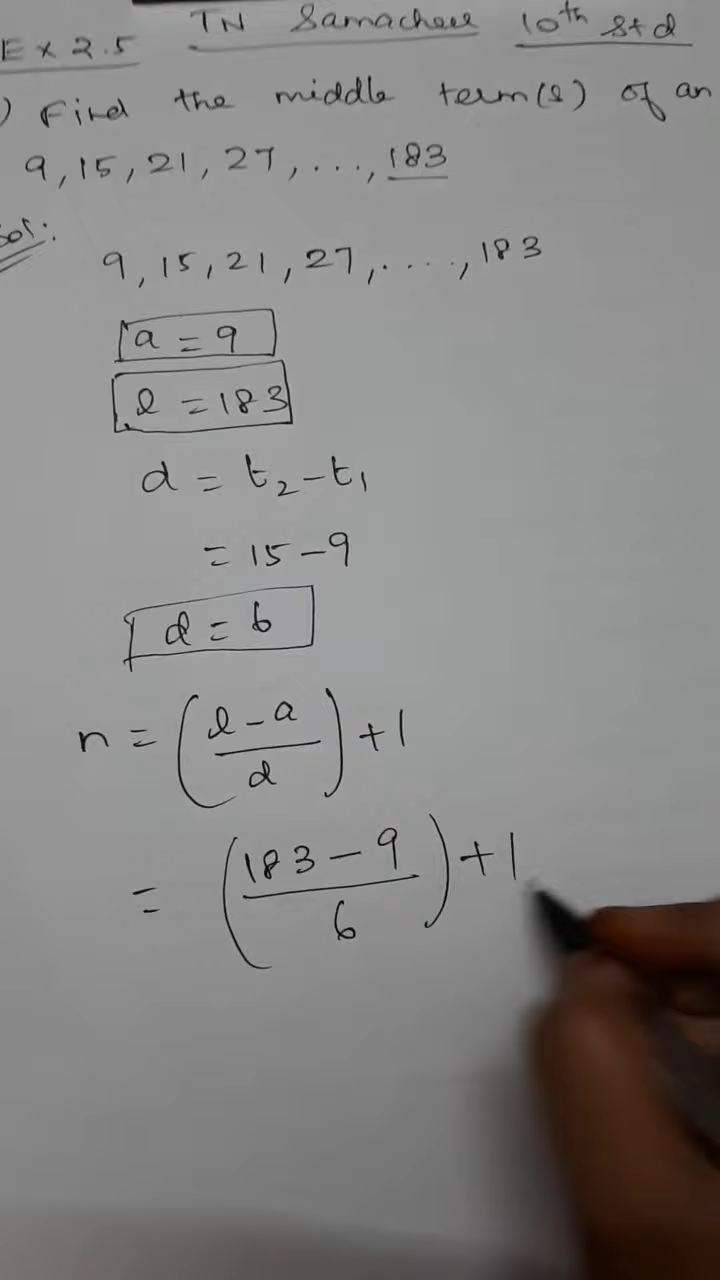 Ex 2.5 TN Samacheer 10th std
) Find the middle term(s) of an
9, 15, 21, 27, ..., 183
Sol:
9, 15, 21, 27, ...., 183
a = 9
l = 183
d = t₂ - t₁
= 15 - 9
d = 6
n = ((l - a)/d) + 1
= ((183 - 9)/6) + 1